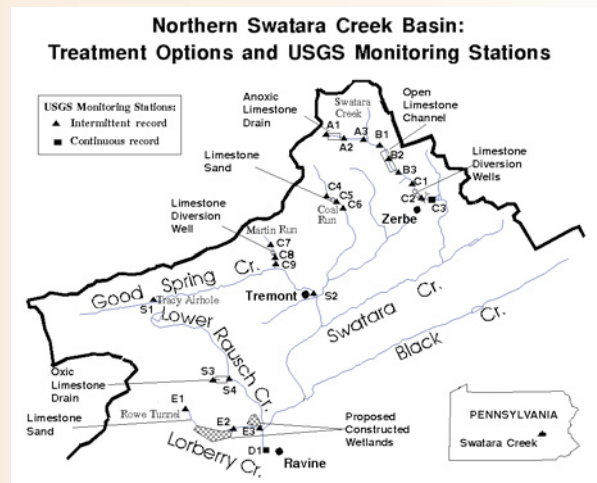 Northern Swatara Creek Basin:
Treatment Options and USGS Monitoring Stations
USGS Monitoring Stations:
Intermittent record
Continuous record
Anoxic
Limestone
Drain
Swatara
Creek
Open
Limestone
Channel
A1
A2
A3
B1
B2
B3
Limestone
Diversion
Wells
C1
C2
C3
Zerbe
Limestone
Sand
C4
C5
C6
Coal
Run
Limestone
Diversion
Well
Martin Run
C7
C8
C9
Good Spring Cr.
Tremont
S2
S1
Tracy Airhole
Lower Rausch Cr.
Swatara Cr.
Black Cr.
Oxic
Limestone
Drain
S3
S4
E1
Limestone
Sand
Rowe Tunnel
E2
E3
Proposed
Constructed
Wetlands
Lorberry Cr.
D1
Ravine
PENNSYLVANIA
Swatara Creek